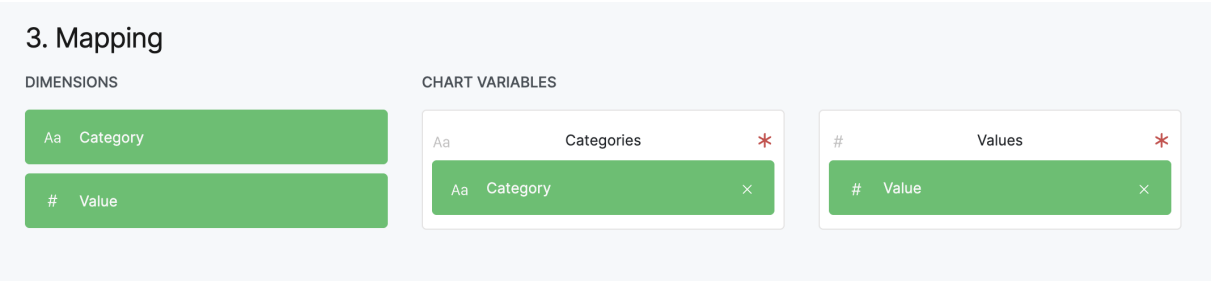 3. Mapping
DIMENSIONS
Aa Category
# Value
CHART VARIABLES
Aa Categories *
Aa Category ×
# Values *
# Value ×